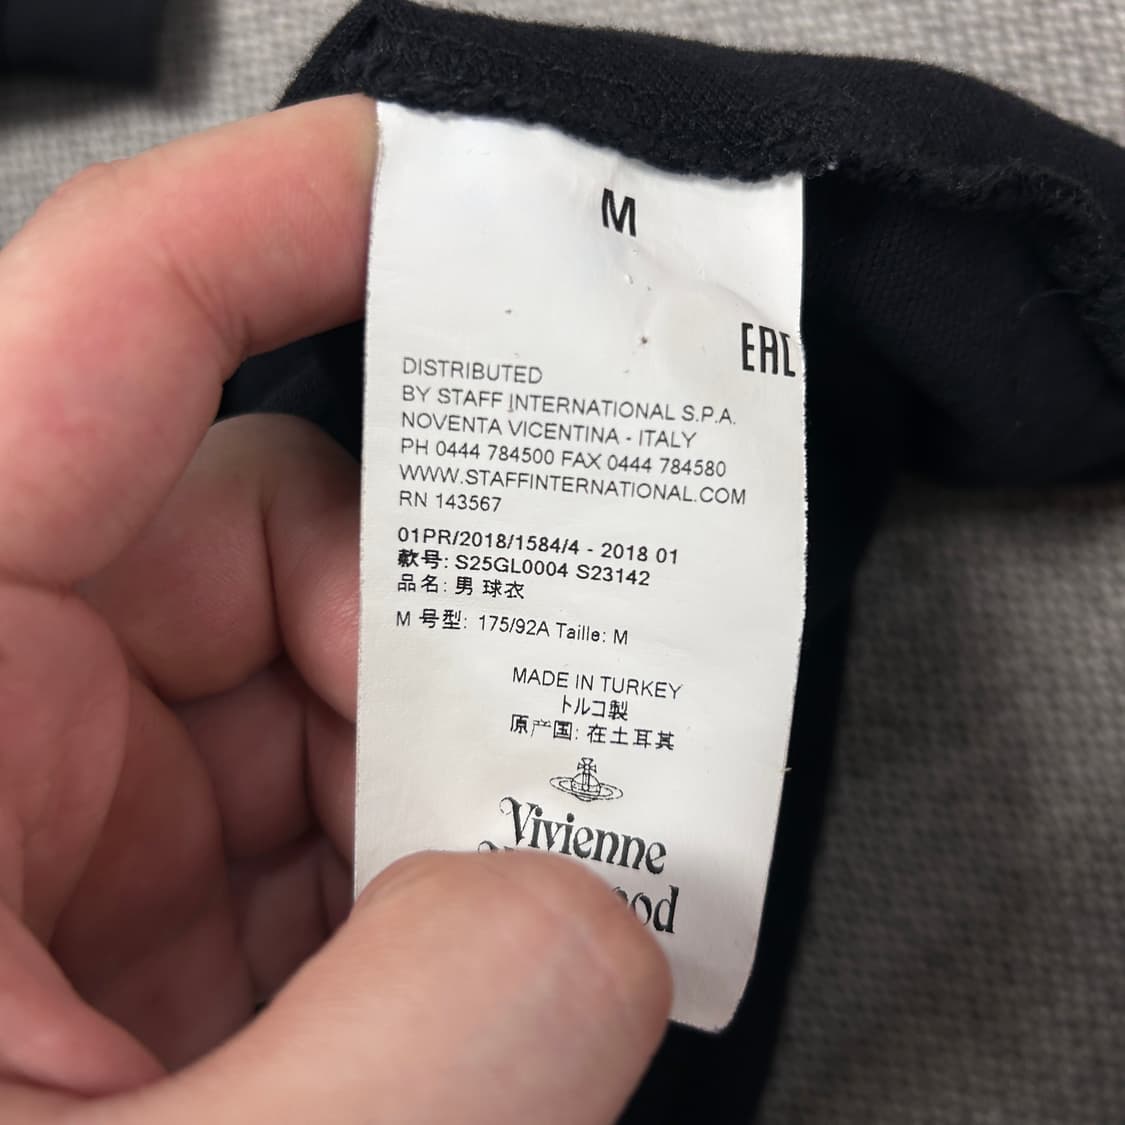 M
EAC
DISTRIBUTED
BY STAFF INTERNATIONAL S.P.A.
NOVENTA VICENTINA - ITALY
PH 0444 784500 FAX 0444 784580
WWW.STAFFINTERNATIONAL.COM
RN 143567
01PR/2018/1584/4 - 2018 01
款号: S25GL0004 S23142
品名: 男 球衣
M 号型: 175/92A Taille: M
MADE IN TURKEY
トルコ製
原产国: 在土耳其
Vivienne